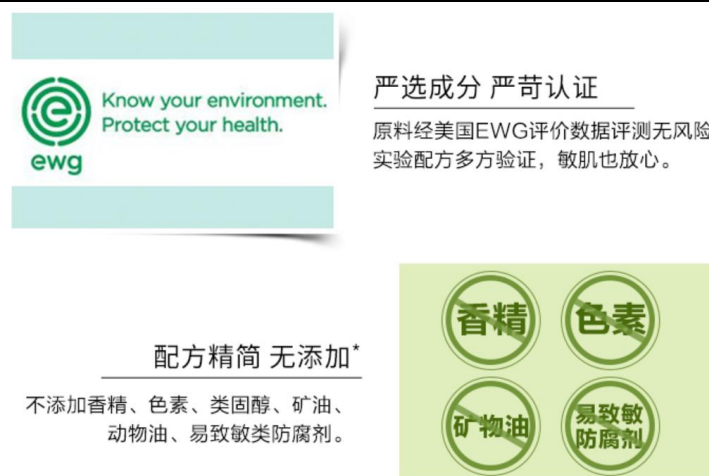 Know your environment.
Protect your health.
ewg
严选成分 严苛认证
原料经美国EWG评价数据评测无风险
实验配方多方验证，敏肌也放心。
配方精简 无添加*
不添加香精、色素、类固醇、矿油、
动物油、易致敏类防腐剂。
香精
色素
矿物油
易致敏
防腐剂